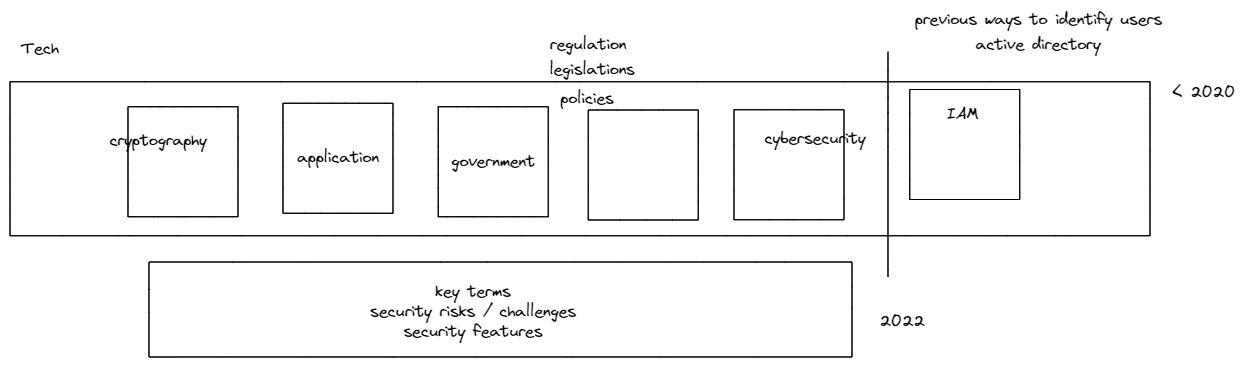 previous ways to identify users
active directory
Tech
regulation
legislations
policies
< 2020
cryptography
application
government
cybersecurity
IAM
key terms
security risks / challenges
security features
2022